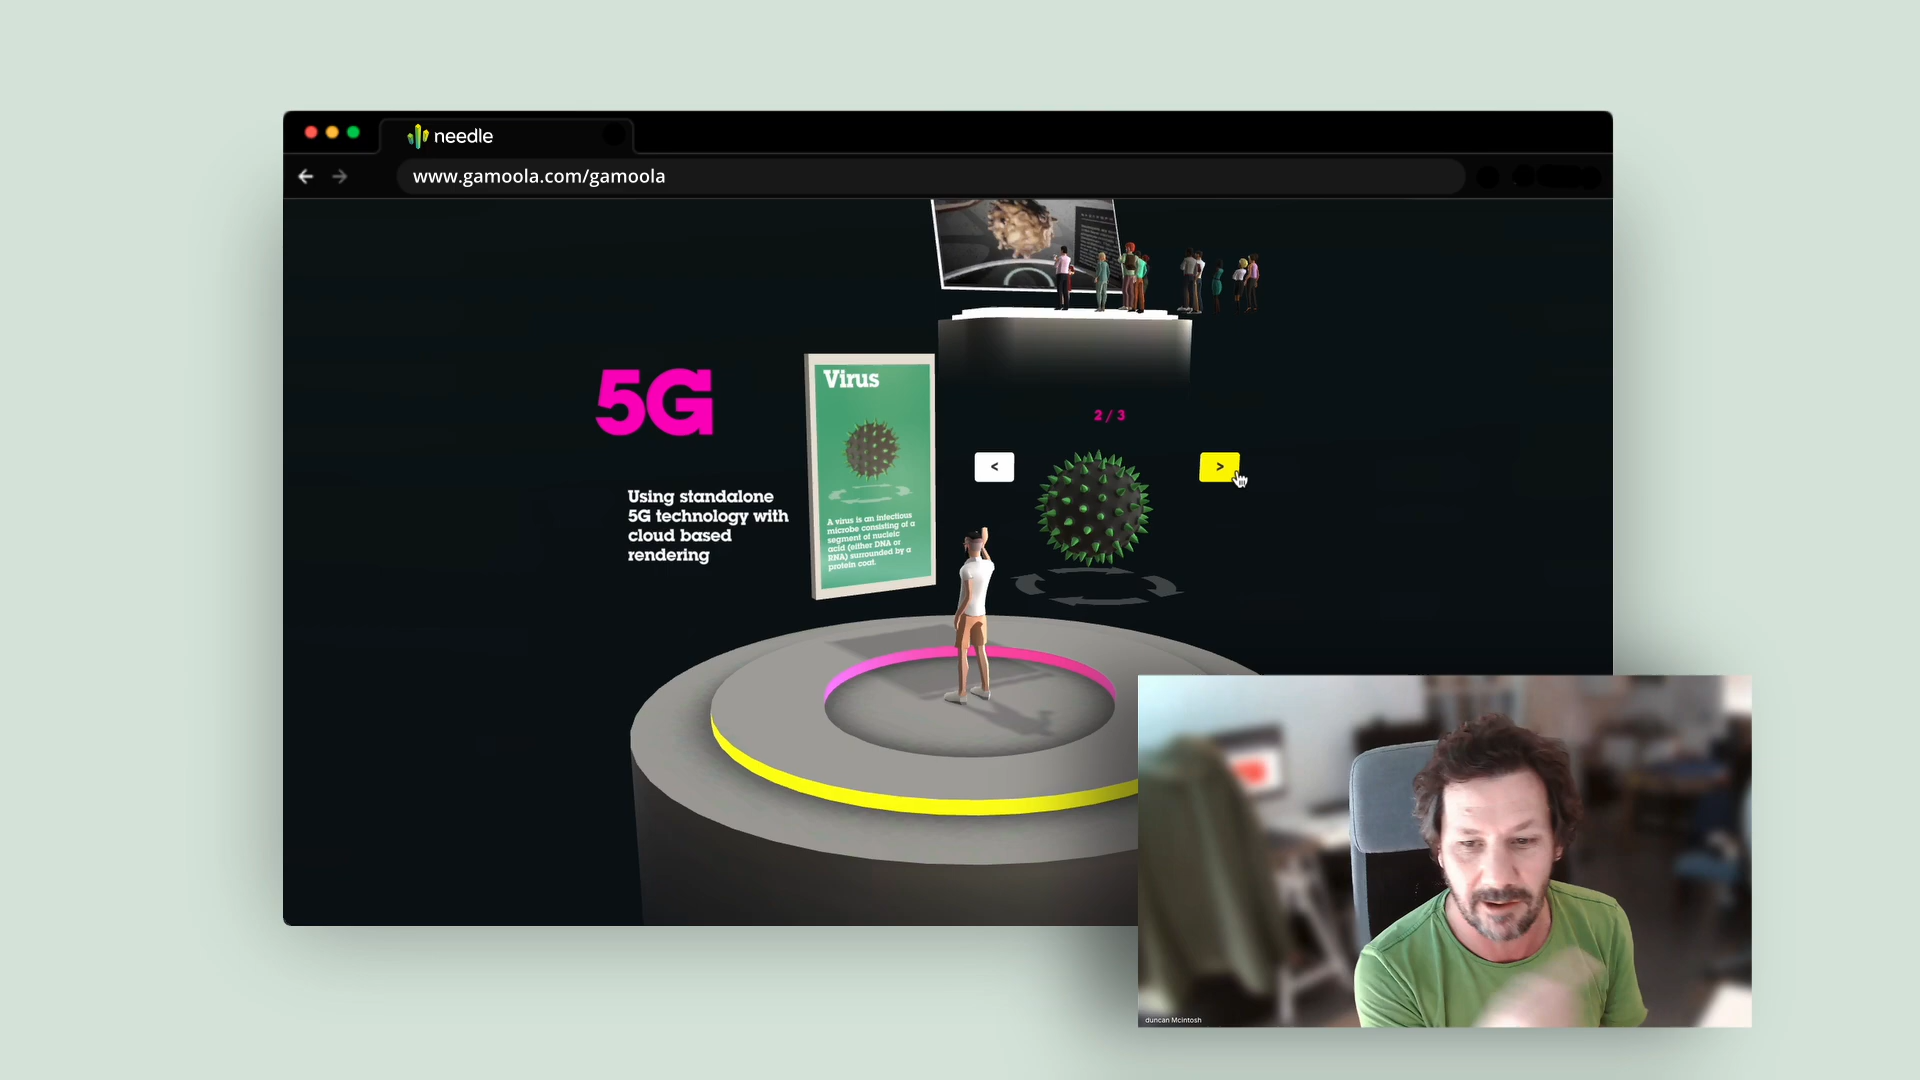 needle
www.gamoola.com/gamoola
5G
Using standalone
5G technology with
cloud based
rendering
Virus
A virus is an infectious
microbe consisting of a
segment of nucleic
acid (either DNA or
RNA) surrounded by a
protein coat.
2 / 3
<
>
duncan Mcintosh